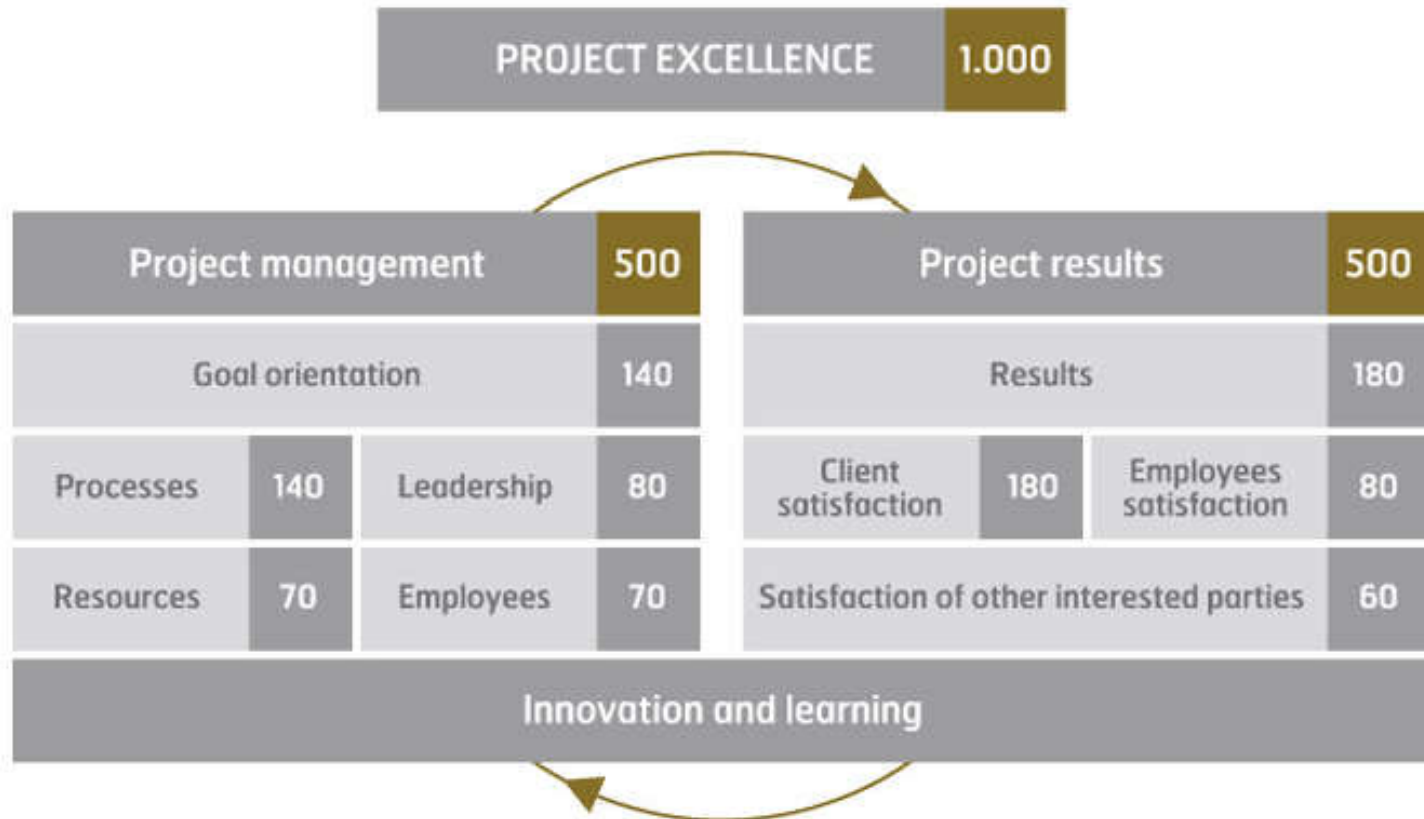 PROJECT EXCELLENCE 1.000
Project management 500
Goal orientation 140
Processes 140 Leadership 80
Resources 70 Employees 70
Project results 500
Results 180
Client
satisfaction 180
Employees
satisfaction 80
Satisfaction of other interested parties 60
Innovation and learning